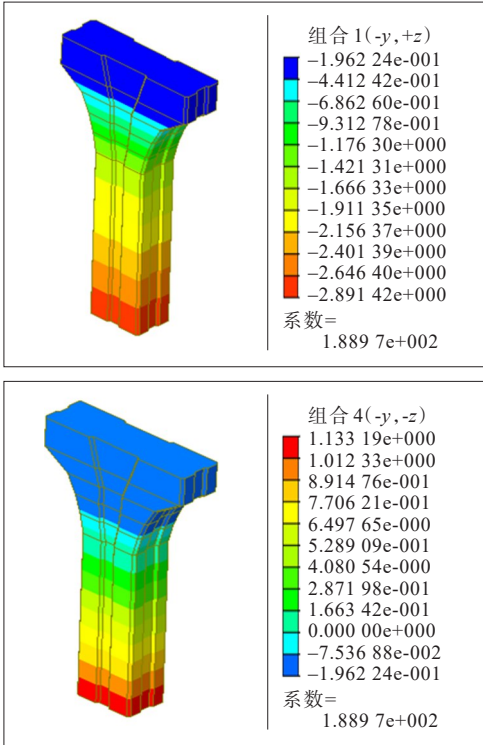 组合 1(-y,+z)
−1.962 24e-001
−4.412 42e-001
−6.862 60e-001
−9.312 78e-001
−1.176 30e+000
−1.421 31e+000
−1.666 33e+000
−1.911 35e+000
−2.156 37e+000
−2.401 39e+000
−2.646 40e+000
−2.891 42e+000
系数=
1.889 7e+002
组合 4(-y,-z)
1.133 19e+000
1.012 33e+000
8.914 76e-001
7.706 21e-001
6.497 65e-000
5.289 09e-001
4.080 54e-000
2.871 98e-001
1.663 42e-001
0.000 00e+000
−7.536 88e-002
−1.962 24e-001
系数=
1.889 7e+002